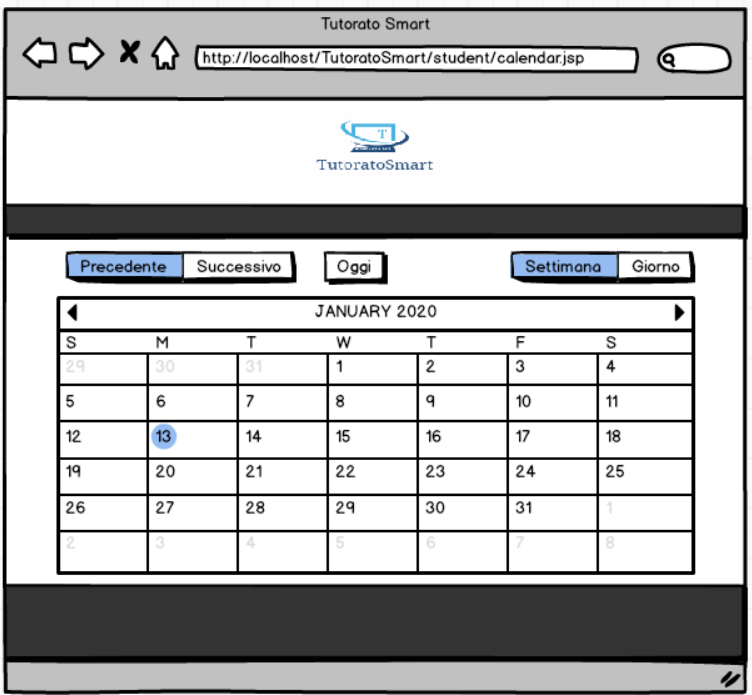 Tutorato Smart
http://localhost/TutoratoSmart/student/calendar.jsp
T
TutoratoSmart
Precedente Successivo Oggi Settimana Giorno
JANUARY 2020
S M T W T F S
29 30 31 1 2 3 4
5 6 7 8 9 10 11
12 13 14 15 16 17 18
19 20 21 22 23 24 25
26 27 28 29 30 31 1
2 3 4 5 6 7 8